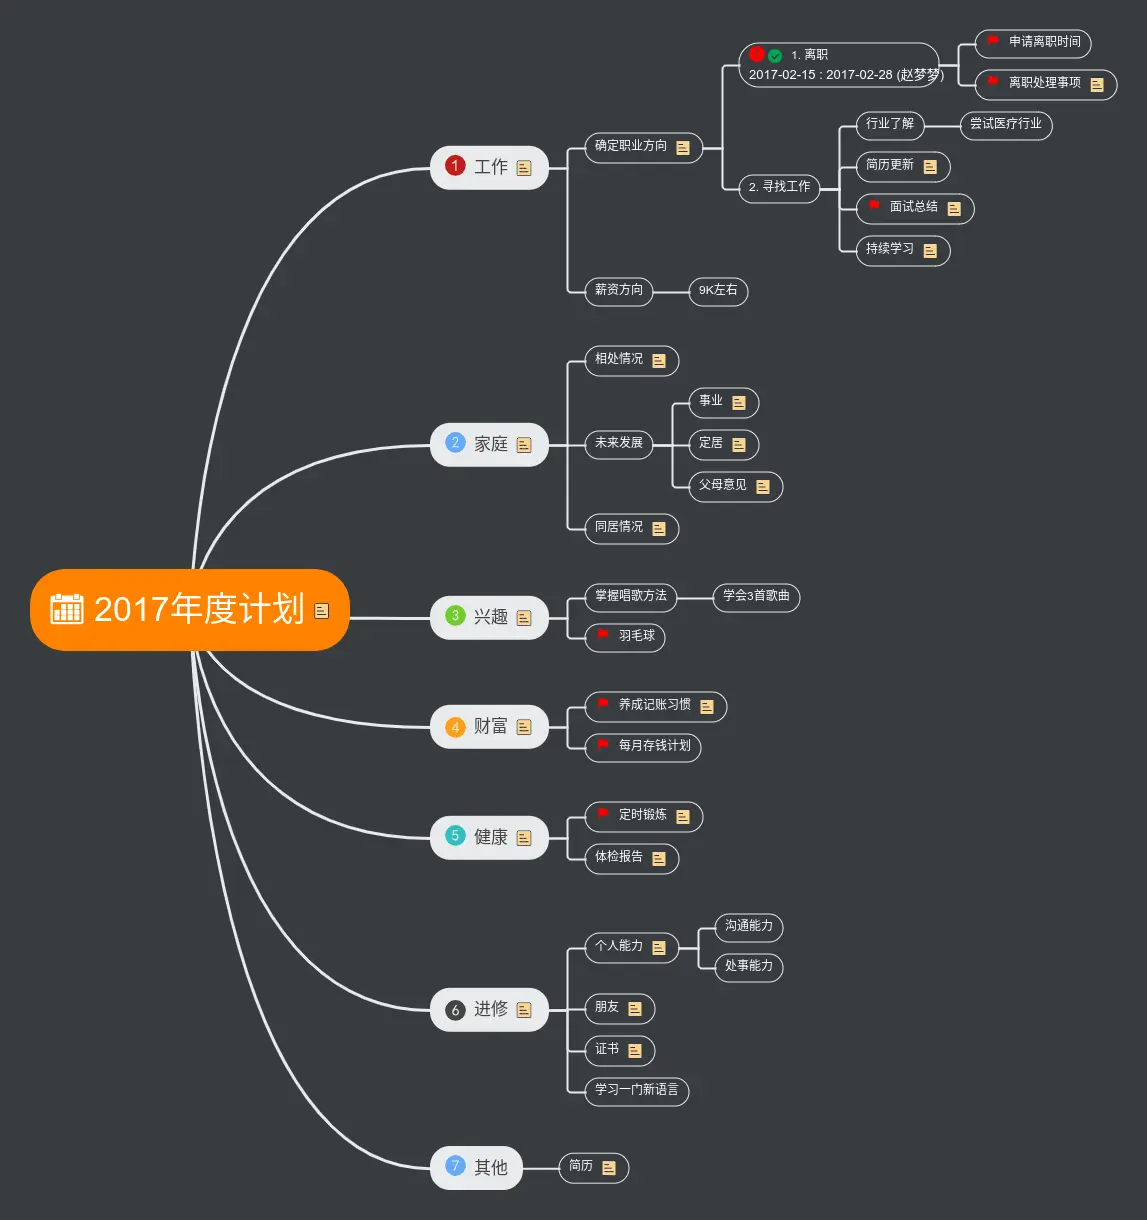 2017年度计划
1 工作
确定职业方向
1. 离职
2017-02-15 : 2017-02-28 (赵梦梦)
申请离职时间
离职处理事项
2. 寻找工作
行业了解
尝试医疗行业
简历更新
面试总结
持续学习
薪资方向
9K左右
2 家庭
相处情况
未来发展
事业
定居
父母意见
同居情况
3 兴趣
掌握唱歌方法
学会3首歌曲
羽毛球
4 财富
养成记账习惯
每月存钱计划
5 健康
定时锻炼
体检报告
6 进修
个人能力
沟通能力
处事能力
朋友
证书
学习一门新语言
7 其他
简历